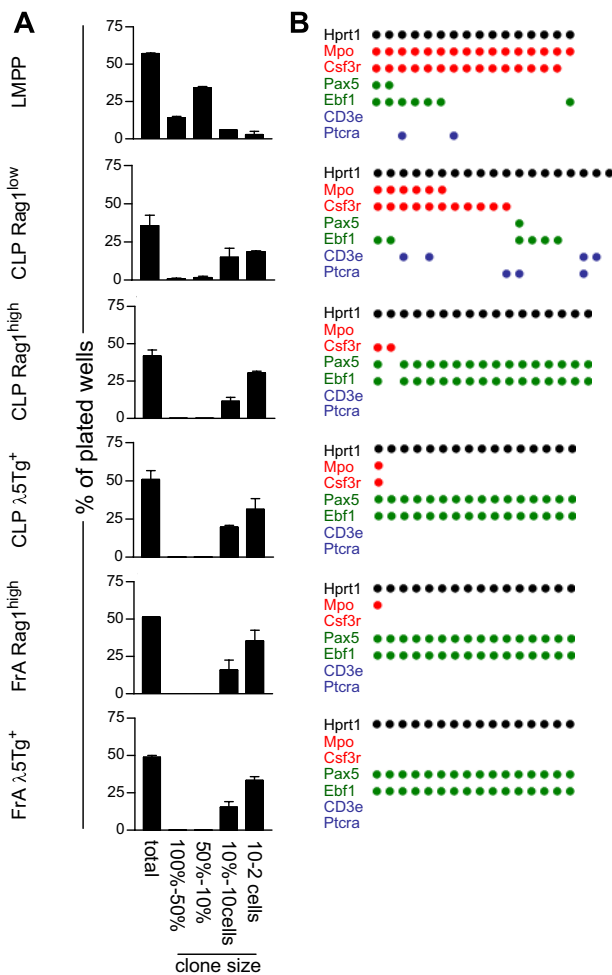 A
B
% of plated wells
LMPP
75
50
25
0
Hprt1
Mpo
Csf3r
Pax5
Ebf1
CD3e
Ptcra
CLP Rag1low
75
50
25
0
Hprt1
Mpo
Csf3r
Pax5
Ebf1
CD3e
Ptcra
CLP Rag1high
75
50
25
0
Hprt1
Mpo
Csf3r
Pax5
Ebf1
CD3e
Ptcra
CLP λ5Tg+
75
50
25
0
Hprt1
Mpo
Csf3r
Pax5
Ebf1
CD3e
Ptcra
FrA Rag1high
75
50
25
0
Hprt1
Mpo
Csf3r
Pax5
Ebf1
CD3e
Ptcra
FrA λ5Tg+
75
50
25
0
Hprt1
Mpo
Csf3r
Pax5
Ebf1
CD3e
Ptcra
total
100%-50%
50%-10%
10%-10cells
10-2 cells
clone size